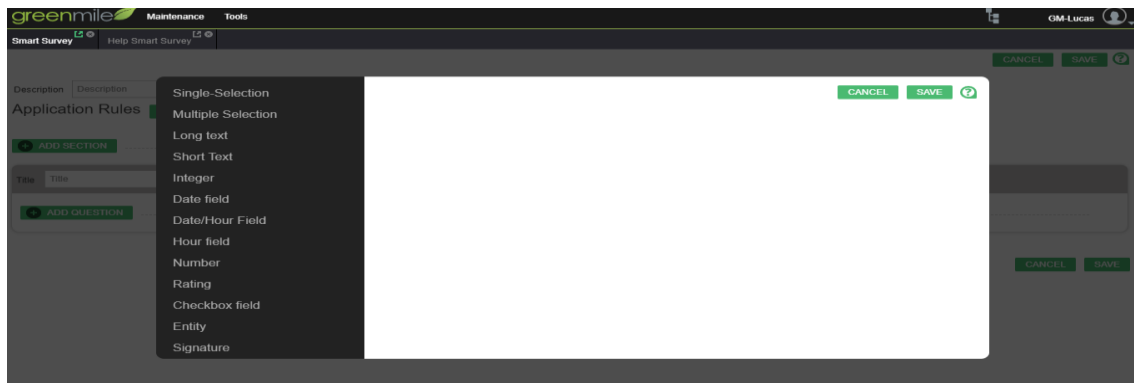 greenmile Maintenance Tools GM-Lucas
Smart Survey Help Smart Survey
CANCEL SAVE ?
Description Description
Application Rules
ADD SECTION
Title Title
ADD QUESTION
CANCEL SAVE
Single-Selection
Multiple Selection
Long text
Short Text
Integer
Date field
Date/Hour Field
Hour field
Number
Rating
Checkbox field
Entity
Signature
CANCEL SAVE ?